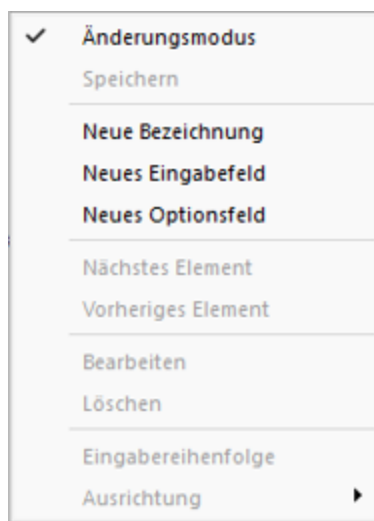 Änderungsmodus
Speichern
Neue Bezeichnung
Neues Eingabefeld
Neues Optionsfeld
Nächstes Element
Vorheriges Element
Bearbeiten
Löschen
Eingabereihenfolge
Ausrichtung